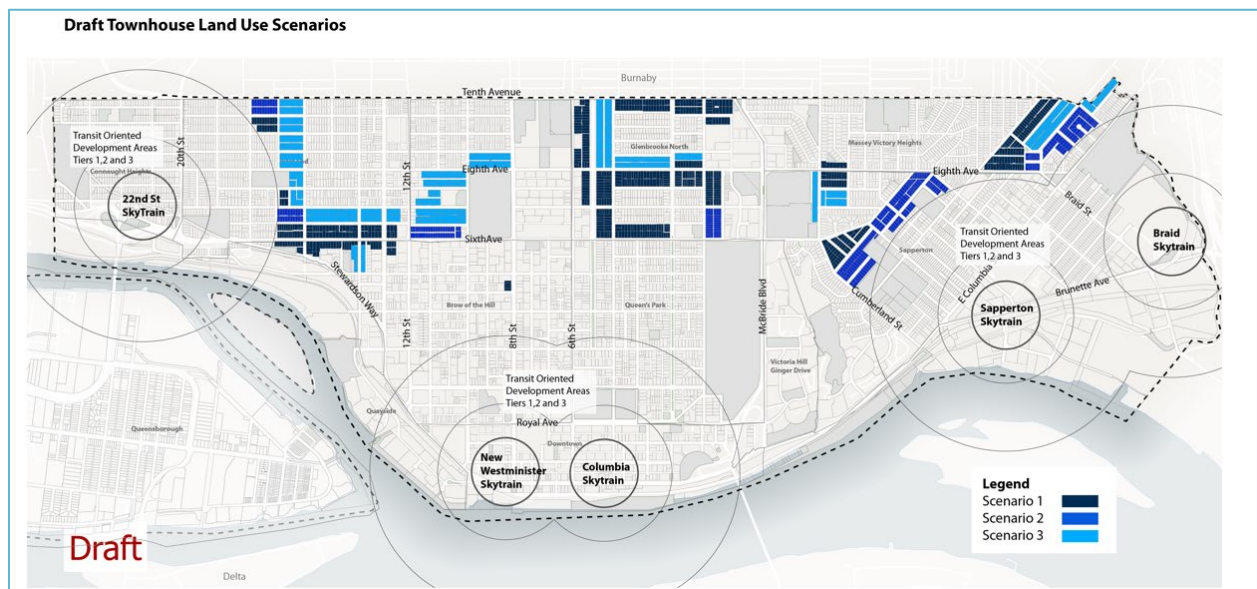 Draft Townhouse Land Use Scenarios
Burnaby
Tenth Avenue
20th St
Transit Oriented
Development Areas
Tiers 1,2 and 3
Connaught Heights
22nd St
SkyTrain
12th St
Eighth Ave
SixthAve
Stewardson Way
Glenbrooke North
Massey Victory Heights
Eighth Ave
Braid St
Braid
Skytrain
Transit Oriented
Development Areas
Tiers 1,2 and 3
Sapperton
E Columbia
Brunette Ave
Sapperton
Skytrain
Cumberland St
McBride Blvd
Brow of the Hill
Queen's Park
12th St
8th St
6th St
Victoria Hill
Ginger Drive
Transit Oriented
Development Areas
Tiers 1,2 and 3
Quayside
Royal Ave
Downtown
New
Westminister
Skytrain
Columbia
Skytrain
Queensborough
Legend
Scenario 1
Scenario 2
Scenario 3
Draft
Delta